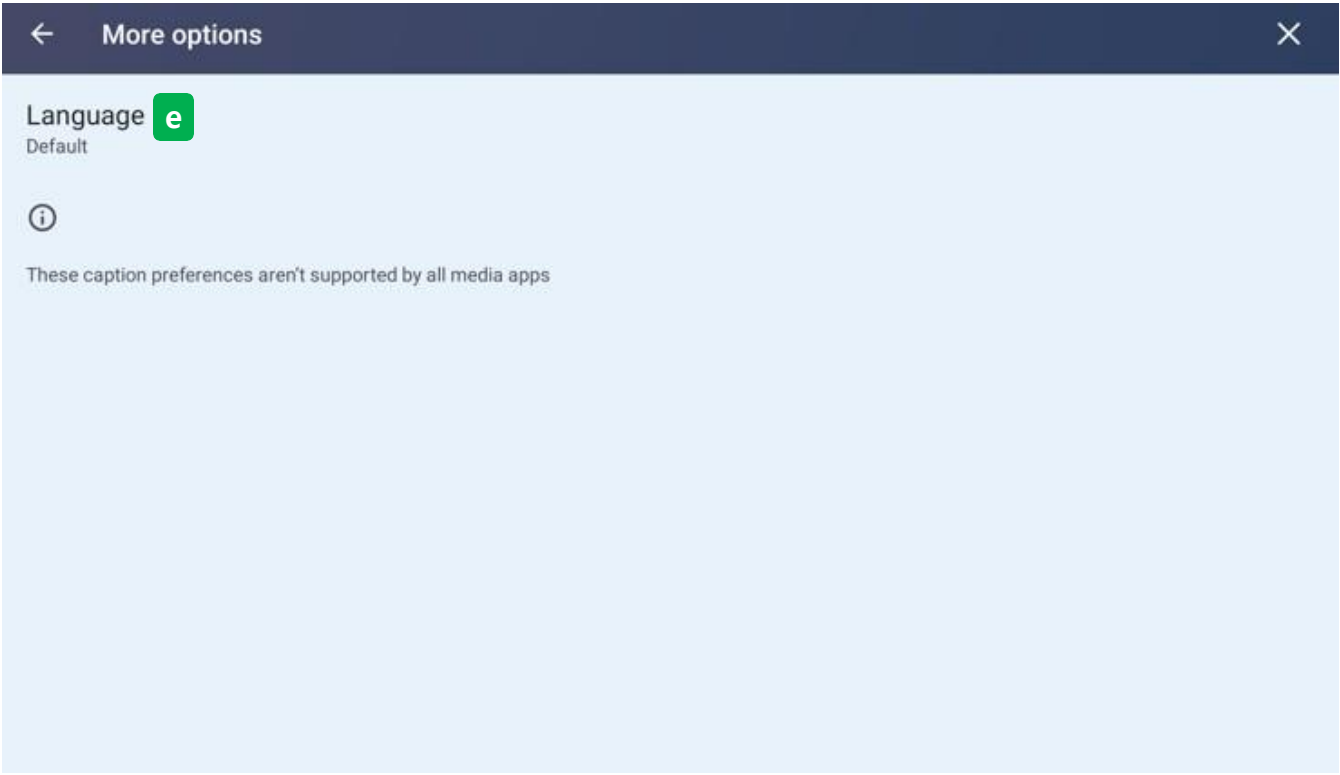 More options
Language e
Default
These caption preferences aren't supported by all media apps